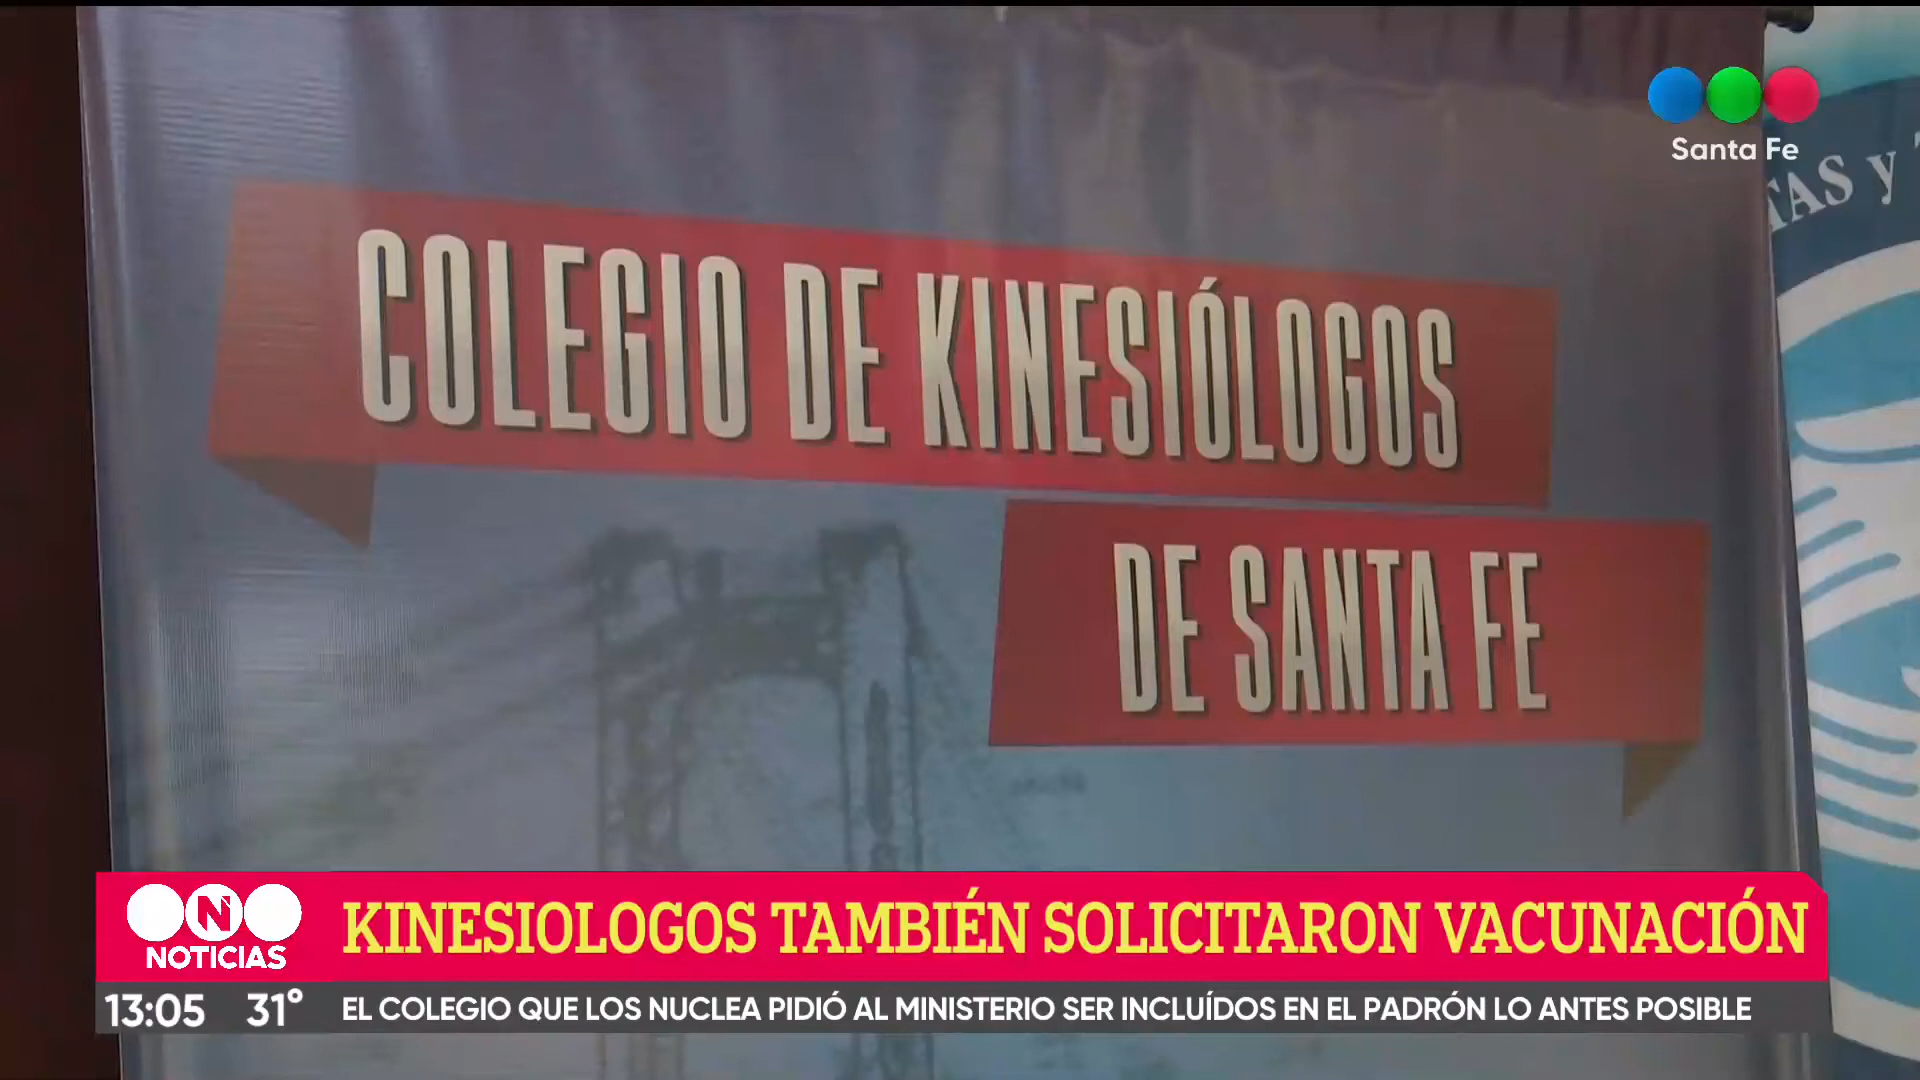 Santa Fe
TAS y
COLEGIO DE KINESIÓLOGOS
DE SANTA FE
N
NOTICIAS
KINESIOLOGOS TAMBIÉN SOLICITARON VACUNACIÓN
13:05 31° EL COLEGIO QUE LOS NUCLEA PIDIÓ AL MINISTERIO SER INCLUÍDOS EN EL PADRÓN LO ANTES POSIBLE